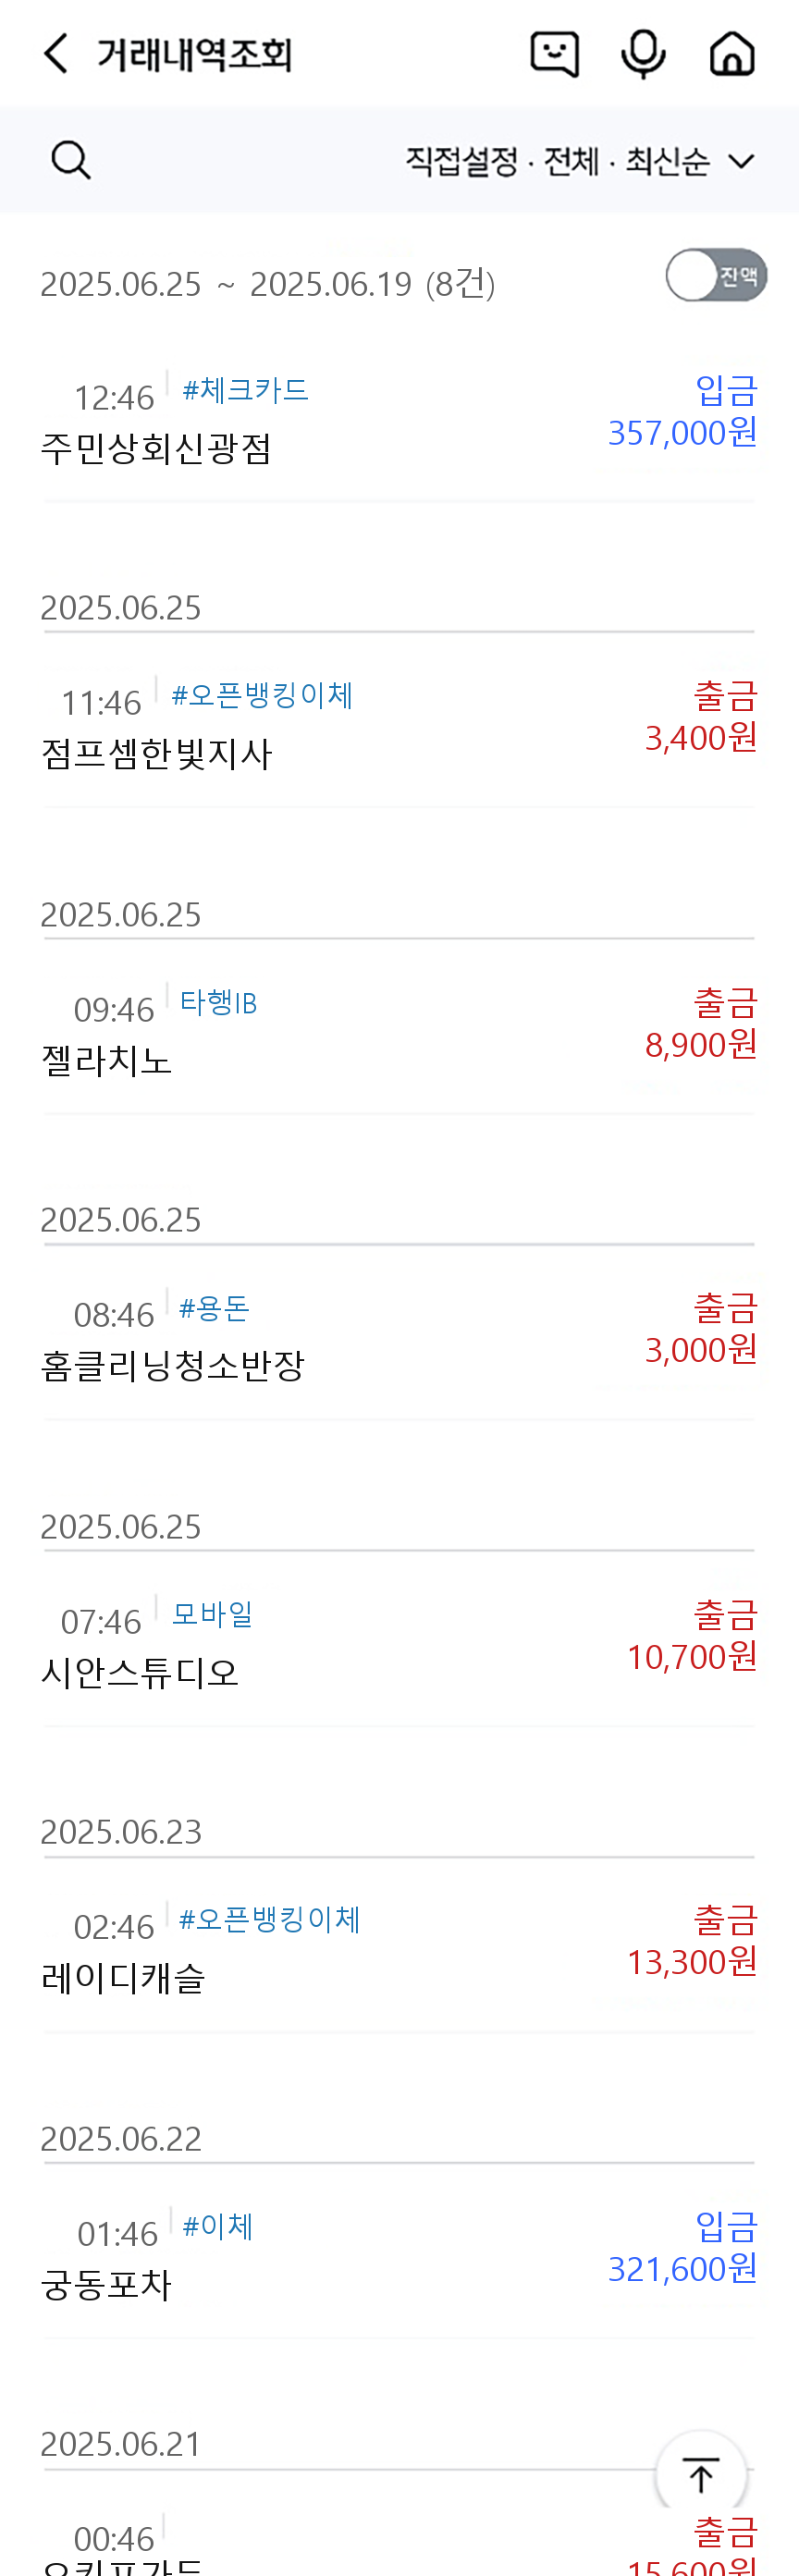 거래내역조회
직접설정 · 전체 · 최신순
2025.06.25 ~ 2025.06.19 (8건)
잔액
12:46 #체크카드
입금
주민상회신광점
357,000원
2025.06.25
11:46 #오픈뱅킹이체
출금
점프셈한빛지사
3,400원
2025.06.25
09:46 타행IB
출금
젤라치노
8,900원
2025.06.25
08:46 #용돈
출금
홈클리닝청소반장
3,000원
2025.06.25
07:46 모바일
출금
시안스튜디오
10,700원
2025.06.23
02:46 #오픈뱅킹이체
출금
레이디캐슬
13,300원
2025.06.22
01:46 #이체
입금
궁동포차
321,600원
2025.06.21
00:46
출금
15,600원